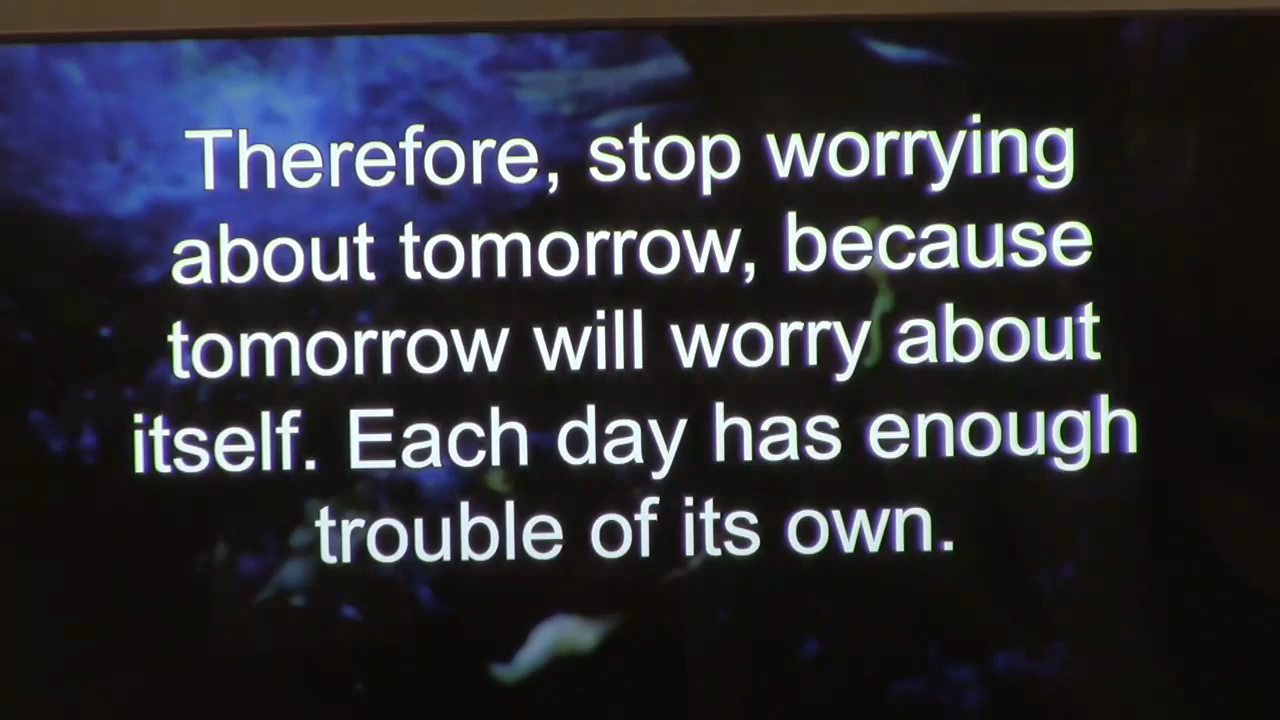 Therefore, stop worrying
about tomorrow, because
tomorrow will worry about
itself. Each day has enough
trouble of its own.